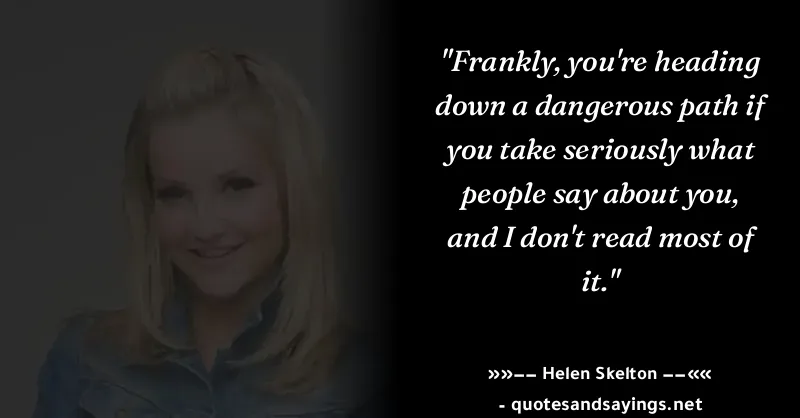 "Frankly, you're heading
down a dangerous path if
you take seriously what
people say about you,
and I don't read most of
it."
»»–– Helen Skelton ––««
- quotesandsayings.net